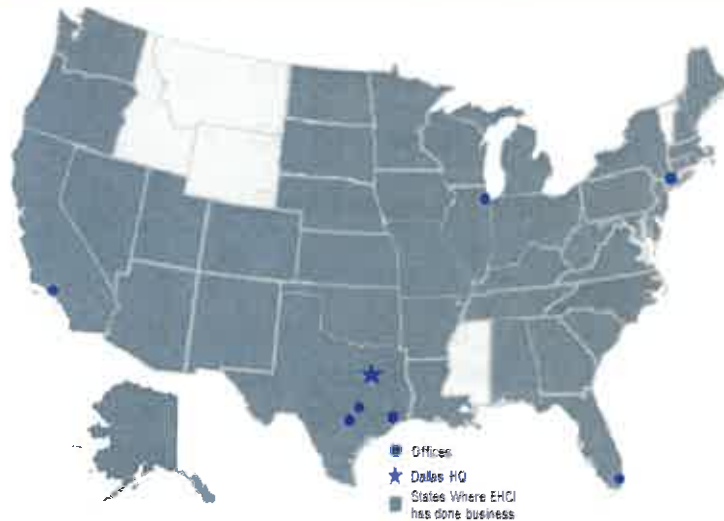 Offices
Dallas HQ
States Where EHCI
has done business